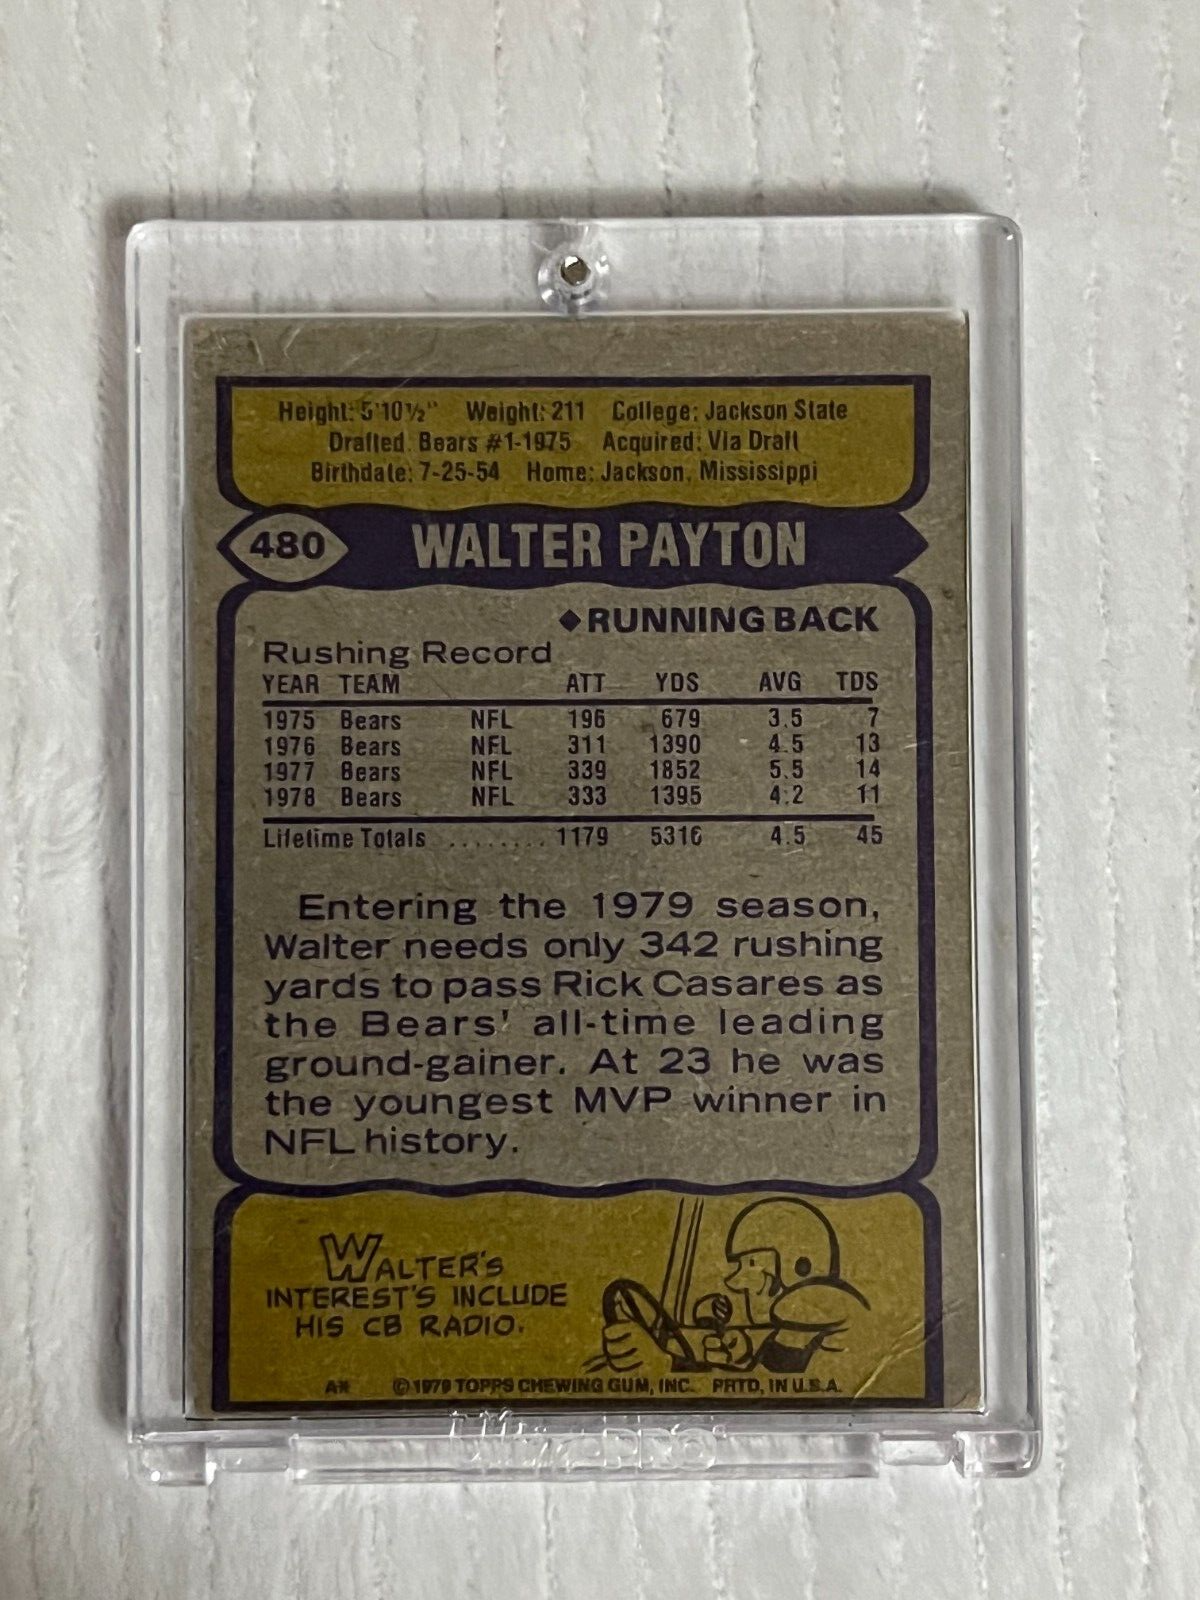 Height: 5'10½" Weight: 211 College: Jackson State
Drafted: Bears #1-1975 Acquired: Via Draft
Birthdate: 7-25-54 Home: Jackson, Mississippi
480 WALTER PAYTON
◆RUNNING BACK
Rushing Record
YEAR TEAM ATT YDS AVG TDS
1975 Bears NFL 196 679 3.5 7
1976 Bears NFL 311 1390 4.5 13
1977 Bears NFL 339 1852 5.5 14
1978 Bears NFL 333 1395 4.2 11
Lifetime Totals ........ 1179 5316 4.5 45
Entering the 1979 season,
Walter needs only 342 rushing
yards to pass Rick Casares as
the Bears' all-time leading
ground-gainer. At 23 he was
the youngest MVP winner in
NFL history.
WALTER'S
INTEREST'S INCLUDE
HIS CB RADIO.
© 1979 TOPPS CHEWING GUM, INC. PRTD. IN U.S.A.
Ultra PRO